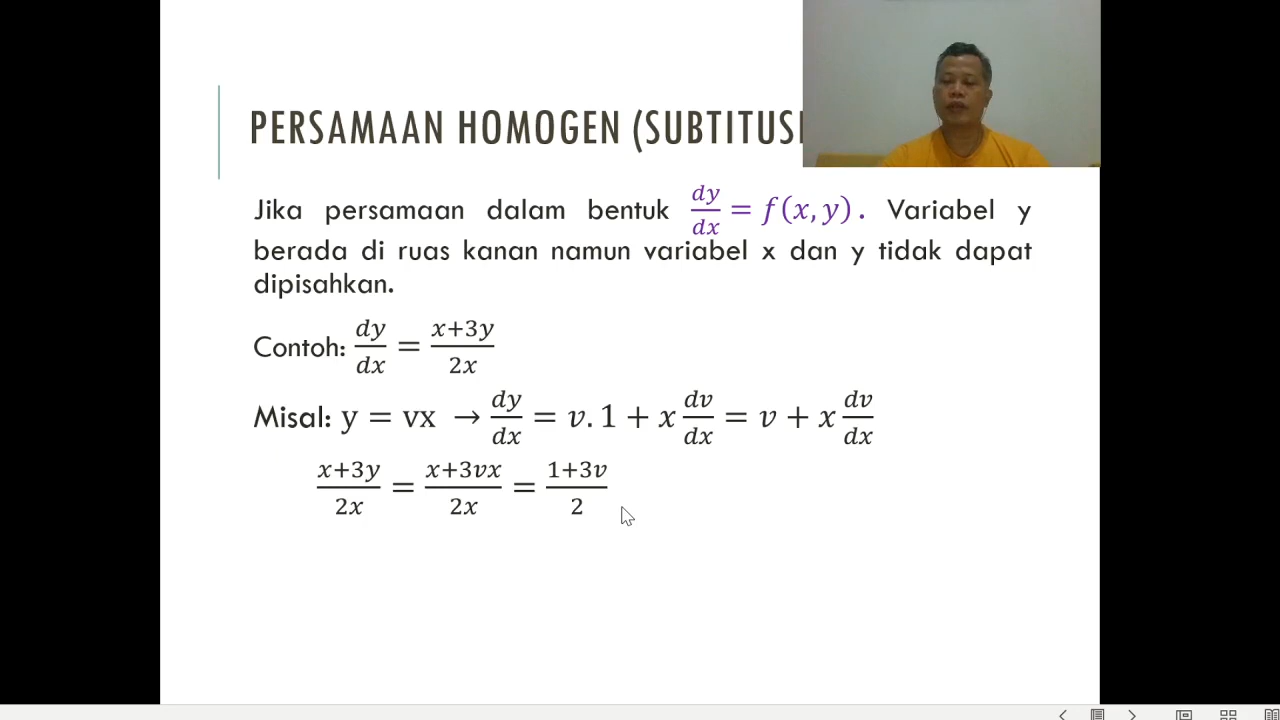 PERSAMAAN HOMOGEN (SUBTITUSI
Jika persamaan dalam bentuk dy/dx = f(x, y). Variabel y
berada di ruas kanan namun variabel x dan y tidak dapat
dipisahkan.
Contoh: dy/dx = x+3y/2x
Misal: y = vx → dy/dx = v. 1 + x dv/dx = v + x dv/dx
x+3y/2x = x+3vx/2x = 1+3v/2